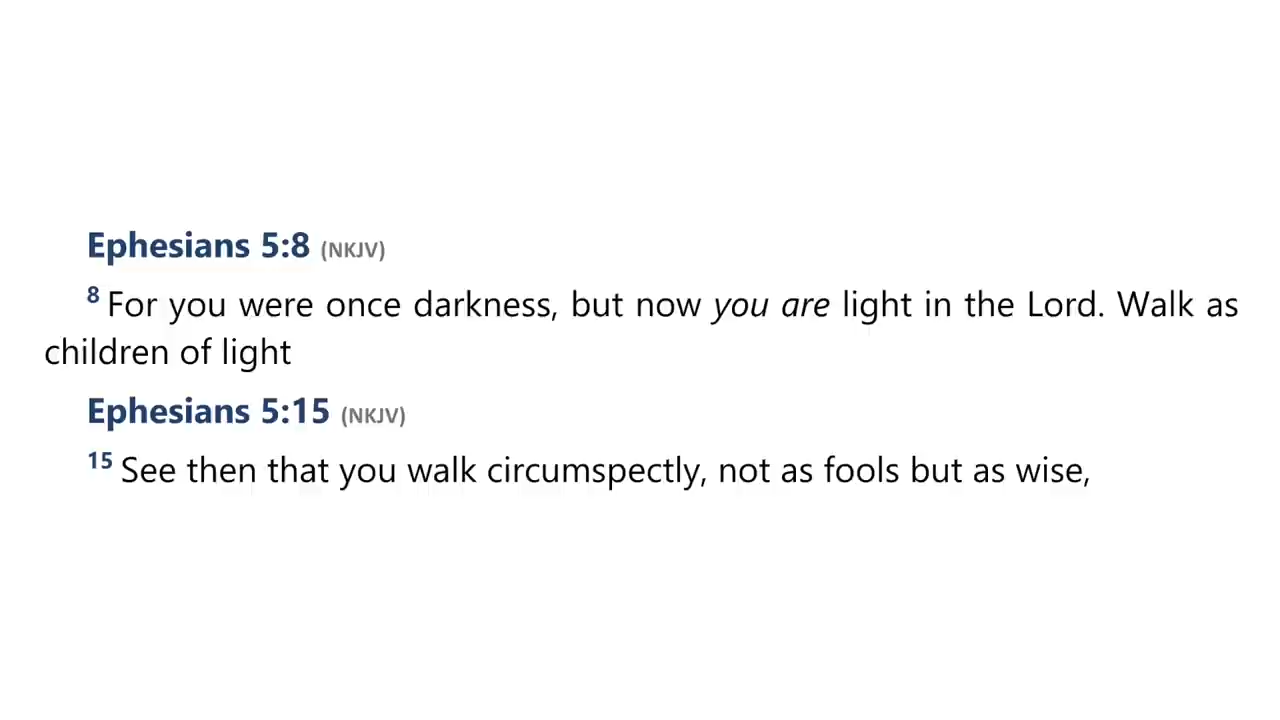 Ephesians 5:8 (NKJV)
8 For you were once darkness, but now you are light in the Lord. Walk as
children of light
Ephesians 5:15 (NKJV)
15 See then that you walk circumspectly, not as fools but as wise,